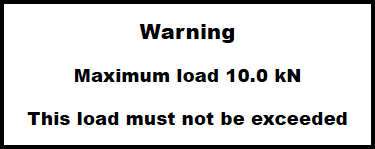 Warning
Maximum load 10.0 kN
This load must not be exceeded